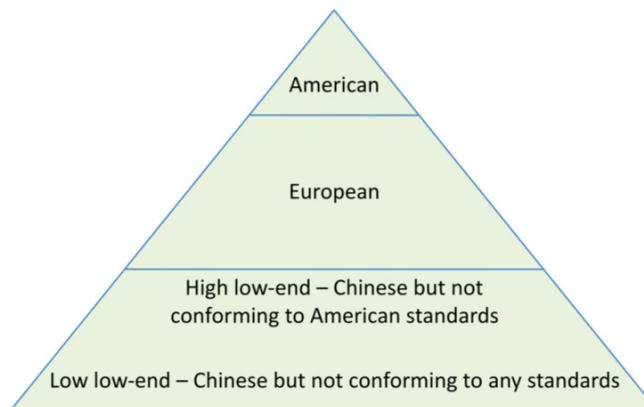 American
European
High low-end – Chinese but not
conforming to American standards
Low low-end – Chinese but not conforming to any standards